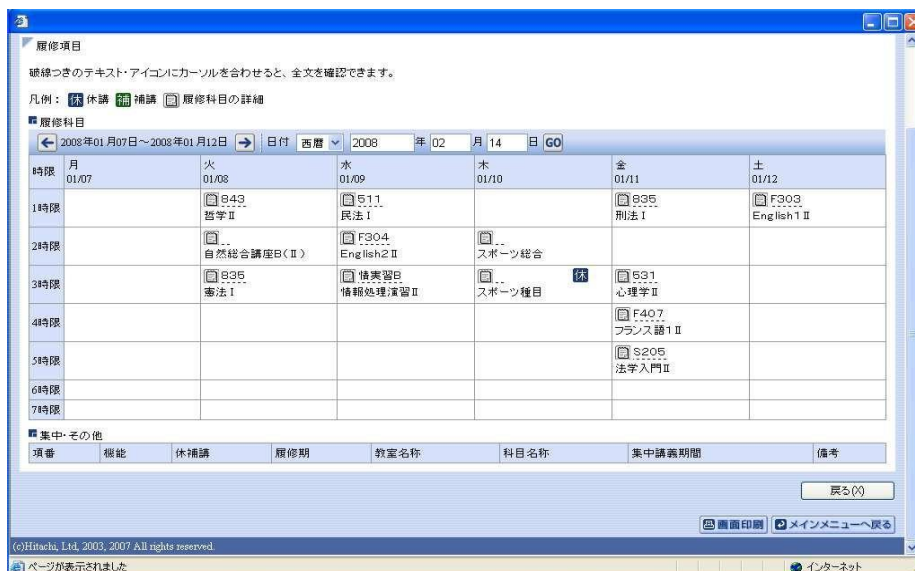 履修項目
破線つきのテキスト・アイコンにカーソルを合わせると、全文を確認できます。
凡例： 休 休講 補 補講 履修科目の詳細
履修科目
2008年01月07日～2008年01月12日 日付 西暦 2008 年 02 月 14 日 GO
時限 月 火 水 木 金 土
01/07 01/08 01/09 01/10 01/11 01/12
1時限 843 511 835 F303
哲学Ⅱ 民法Ⅰ 刑法Ⅰ English1Ⅱ
2時限 F304
自然総合講座B(Ⅱ) English2Ⅱ スポーツ総合
3時限 835 情実習B 休 531
憲法Ⅰ 情報処理演習Ⅱ スポーツ種目 心理学Ⅱ
4時限 F407
フランス語1Ⅱ
5時限 S205
法学入門Ⅱ
6時限
7時限
集中・その他
項番 機能 休補講 履修期 教室名称 科目名称 集中講義期間 備考
戻る(X)
画面印刷 メインメニューへ戻る
(c)Hitachi, Ltd, 2003, 2007 All rights reserved.
ページが表示されました インターネット